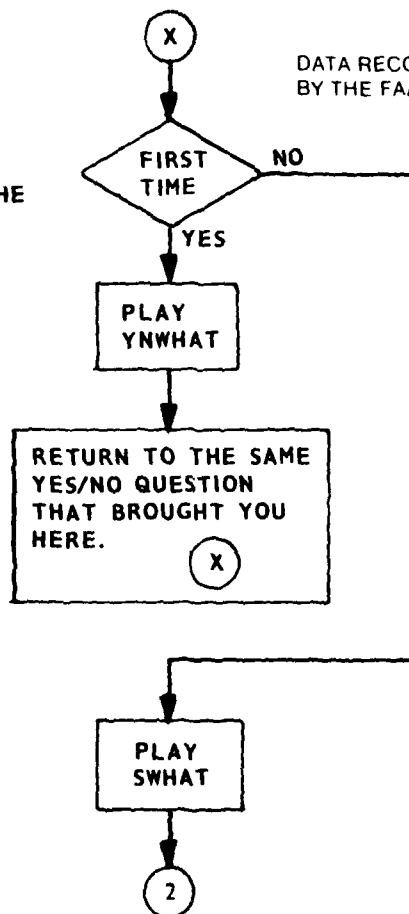 X
DATA RECO
BY THE FAA
FIRST
TIME
NO
HE
YES
PLAY
YNWHAT
RETURN TO THE SAME
YES/NO QUESTION
THAT BROUGHT YOU
HERE.
X
PLAY
SWHAT
2